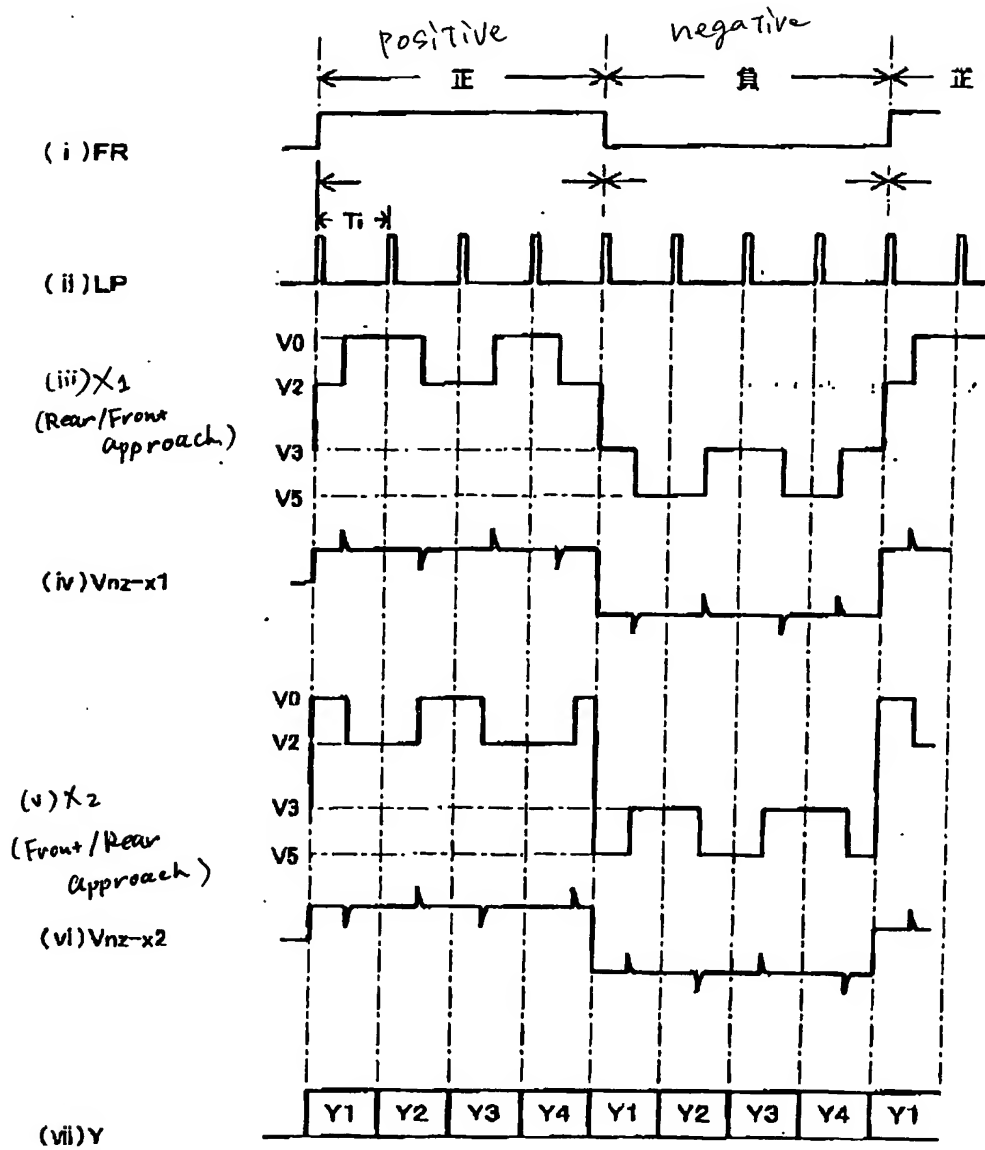 positive negative
正 負 正
(i)FR
Ti
(ii)LP
V0
(iii)X1
V2
(Rear/Front
approach)
V3
V5
(iv)Vnz-x1
V0
V2
(v)X2
V3
(Front/Rear
approach)
V5
(vi)Vnz-x2
(vii)Y Y1 Y2 Y3 Y4 Y1 Y2 Y3 Y4 Y1